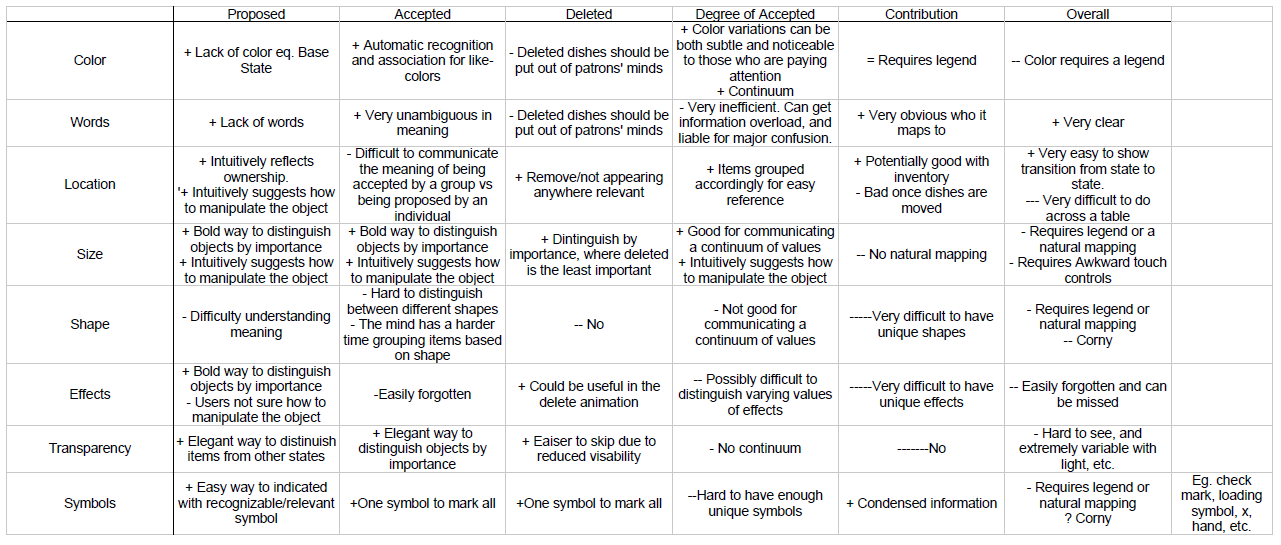 Proposed Accepted Deleted Degree of Accepted Contribution Overall
Color
+ Lack of color eq. Base
State
+ Automatic recognition
and association for like-
colors
- Deleted dishes should be
put out of patrons' minds
+ Color variations can be
both subtle and noticeable
to those who are paying
attention
+ Continuum
= Requires legend
-- Color requires a legend
Words
+ Lack of words
+ Very unambiguous in
meaning
- Deleted dishes should be
put out of patrons' minds
- Very inefficient. Can get
information overload, and
liable for major confusion.
+ Very obvious who it
maps to
+ Very clear
Location
+ Intuitively reflects
ownership.
'+ Intuitively suggests how
to manipulate the object
- Difficult to communicate
the meaning of being
accepted by a group vs
being proposed by an
individual
+ Remove/not appearing
anywhere relevant
+ Items grouped
accordingly for easy
reference
+ Potentially good with
inventory
- Bad once dishes are
moved
+ Very easy to show
transition from state to
state.
--- Very difficult to do
across a table
Size
+ Bold way to distinguish
objects by importance
+ Intuitively suggests how
to manipulate the object
+ Bold way to distinguish
objects by importance
+ Intuitively suggests how
to manipulate the object
+ Dintinguish by
importance, where deleted
is the least important
+ Good for communicating
a continuum of values
+ Intuitively suggests how
to manipulate the object
-- No natural mapping
- Requires legend or a
natural mapping
- Requires Awkward touch
controls
Shape
- Difficulty understanding
meaning
- Hard to distinguish
between different shapes
- The mind has a harder
time grouping items based
on shape
-- No
- Not good for
communicating a
continuum of values
-----Very difficult to have
unique shapes
- Requires legend or
natural mapping
-- Corny
Effects
+ Bold way to distinguish
objects by importance
- Users not sure how to
manipulate the object
-Easily forgotten
+ Could be useful in the
delete animation
-- Possibly difficult to
distinguish varying values
of effects
-----Very difficult to have
unique effects
-- Easily forgotten and can
be missed
Transparency
+ Elegant way to distinuish
items from other states
+ Elegant way to
distinguish objects by
importance
+ Eaiser to skip due to
reduced visability
- No continuum
-------No
- Hard to see, and
extremely variable with
light, etc.
Symbols
+ Easy way to indicated
with recognizable/relevant
symbol
+One symbol to mark all
+One symbol to mark all
--Hard to have enough
unique symbols
+ Condensed information
- Requires legend or
natural mapping
? Corny
Eg. check
mark, loading
symbol, x,
hand, etc.